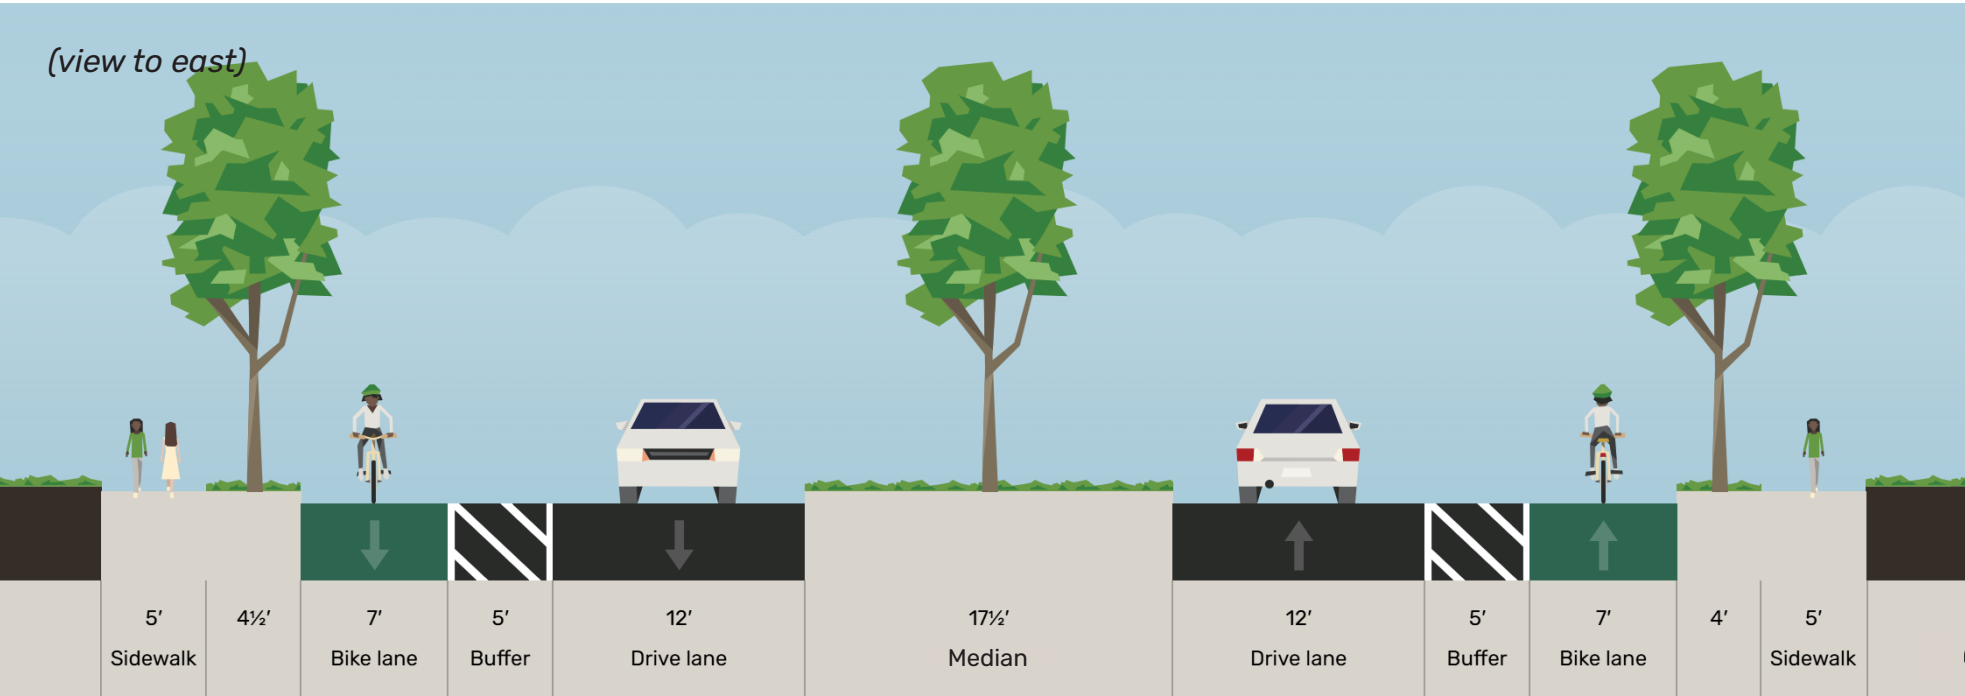 (view to east)
5′ 4½′ 7′ 5′ 12′ 17½′ 12′ 5′ 7′ 4′ 5′
Sidewalk Bike lane Buffer Drive lane Median Drive lane Buffer Bike lane Sidewalk